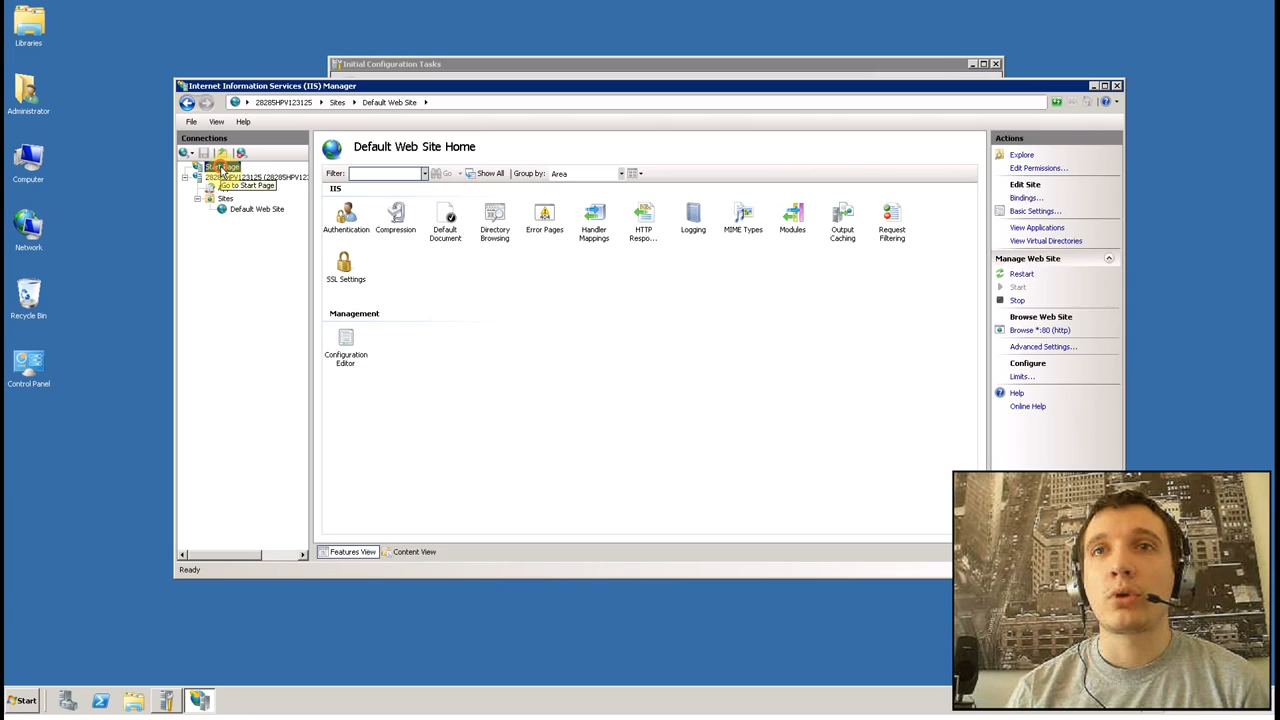 Libraries
Administrator
Computer
Network
Recycle Bin
Control Panel
Initial Configuration Tasks
Internet Information Services (IIS) Manager
28285HPV123125
Sites
Default Web Site
File
View
Help
Connections
Start Page
28285HPV123125 (28285HPV123
Go to Start Page
Sites
Default Web Site
Default Web Site Home
Filter:
Go
Show All
Group by:
Area
IIS
Authentication
Compression
Default
Document
Directory
Browsing
Error Pages
Handler
Mappings
HTTP
Respo...
Logging
MIME Types
Modules
Output
Caching
Request
Filtering
SSL Settings
Management
Configuration
Editor
Features View
Content View
Ready
Actions
Explore
Edit Permissions...
Edit Site
Bindings...
Basic Settings...
View Applications
View Virtual Directories
Manage Web Site
Restart
Start
Stop
Browse Web Site
Browse *:80 (http)
Advanced Settings...
Configure
Limits...
Help
Online Help
Start